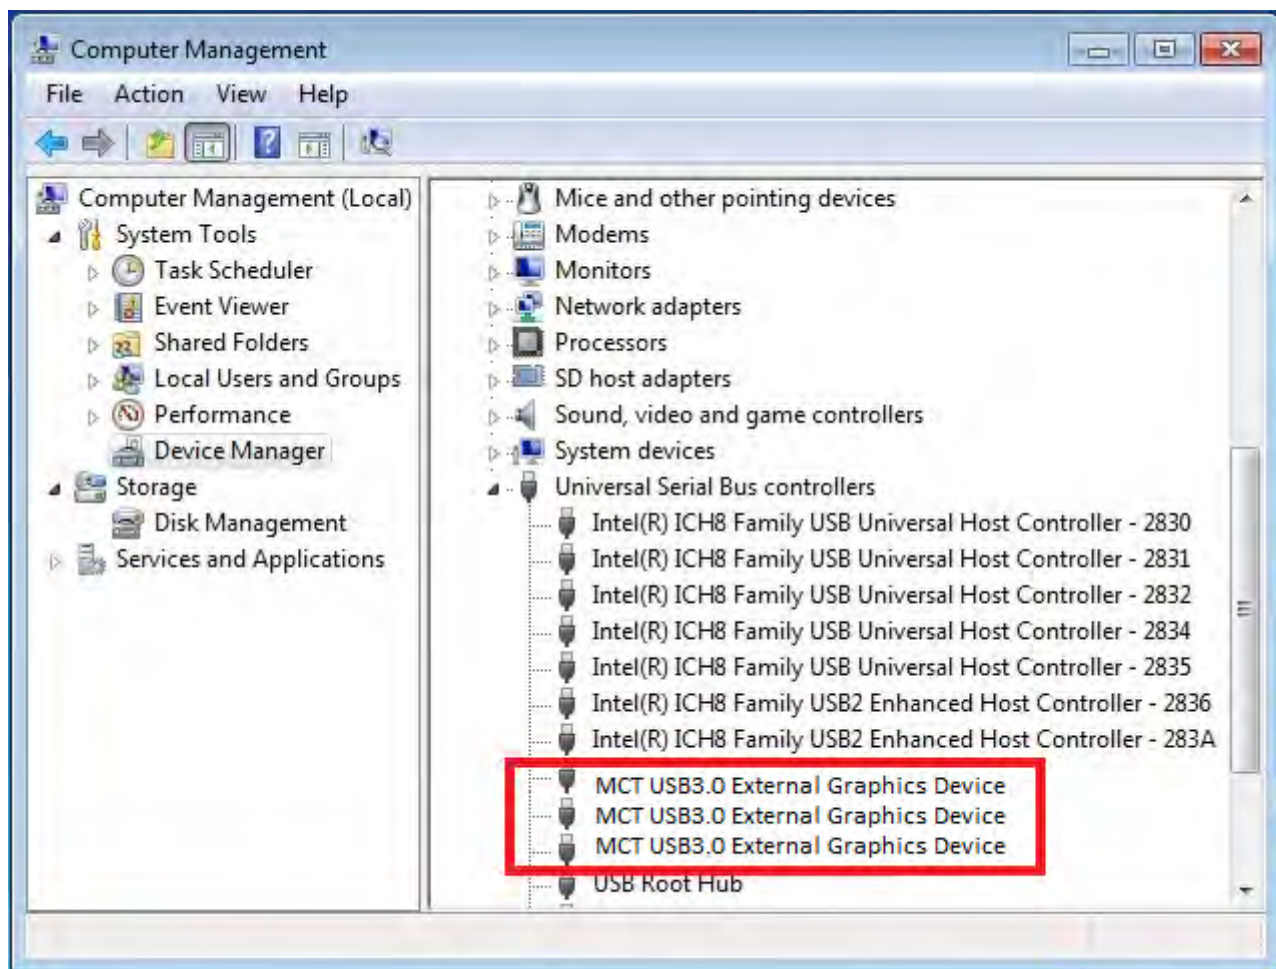 Computer Management
File Action View Help
Computer Management (Local)
System Tools
Task Scheduler
Event Viewer
Shared Folders
Local Users and Groups
Performance
Device Manager
Storage
Disk Management
Services and Applications
Mice and other pointing devices
Modems
Monitors
Network adapters
Processors
SD host adapters
Sound, video and game controllers
System devices
Universal Serial Bus controllers
Intel(R) ICH8 Family USB Universal Host Controller - 2830
Intel(R) ICH8 Family USB Universal Host Controller - 2831
Intel(R) ICH8 Family USB Universal Host Controller - 2832
Intel(R) ICH8 Family USB Universal Host Controller - 2834
Intel(R) ICH8 Family USB Universal Host Controller - 2835
Intel(R) ICH8 Family USB2 Enhanced Host Controller - 2836
Intel(R) ICH8 Family USB2 Enhanced Host Controller - 283A
MCT USB3.0 External Graphics Device
MCT USB3.0 External Graphics Device
MCT USB3.0 External Graphics Device
USB Root Hub